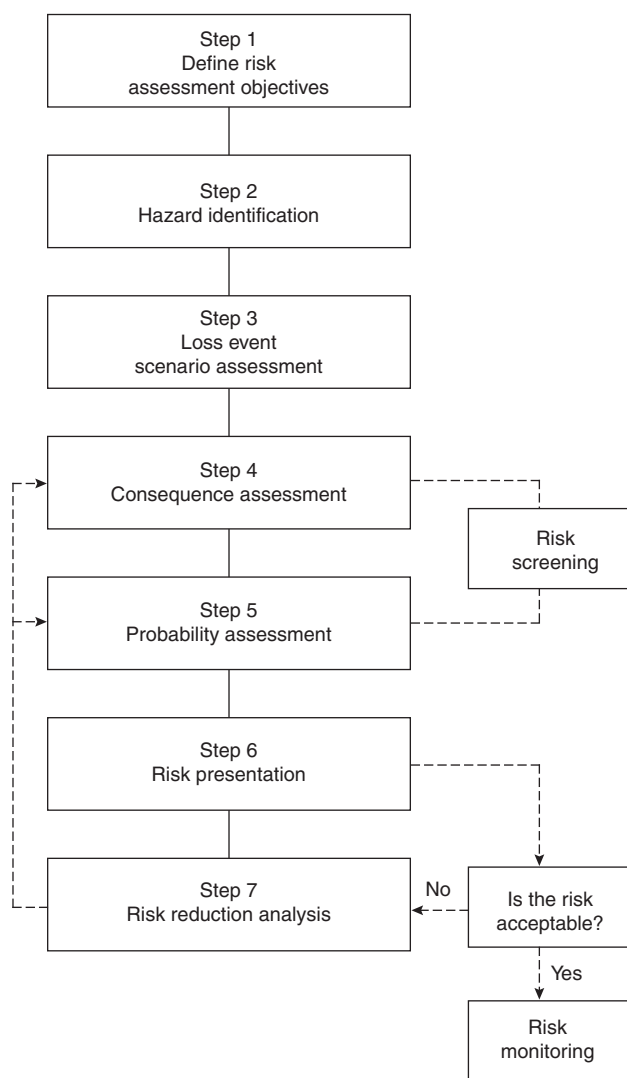 Step 1
Define risk
assessment objectives
Step 2
Hazard identification
Step 3
Loss event
scenario assessment
Step 4
Consequence assessment
Risk
screening
Step 5
Probability assessment
Step 6
Risk presentation
Step 7
Risk reduction analysis
No
Is the risk
acceptable?
Yes
Risk
monitoring